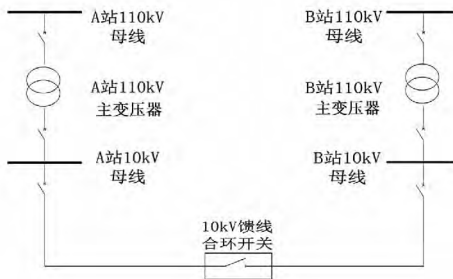 A站110kV
母线
B站110kV
母线
A站110kV
主变压器
B站110kV
主变压器
A站10kV
母线
B站10kV
母线
10kV馈线
合环开关